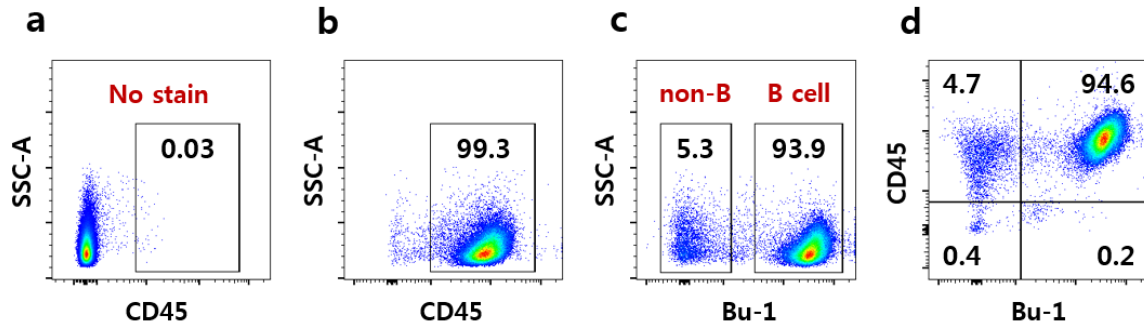 a
No stain
0.03
SSC-A
CD45
b
99.3
SSC-A
CD45
c
non-B
B cell
5.3
93.9
SSC-A
Bu-1
d
4.7
94.6
CD45
0.4
0.2
Bu-1